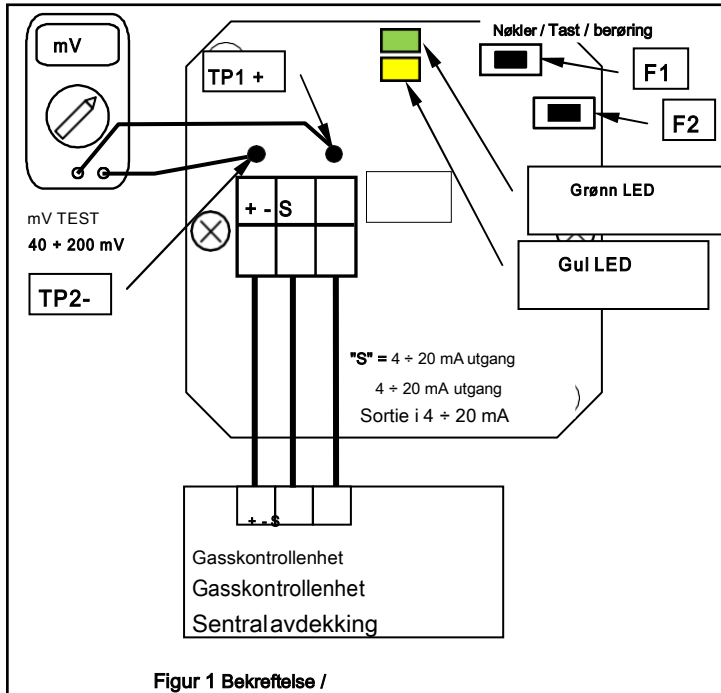 mV
Nøkler / Tast / berøring
TP1 +
F1
F2
Grønn LED
+ - S
mV TEST
40 ÷ 200 mV
Gul LED
TP2-
"S" = 4 ÷ 20 mA utgang
4 ÷ 20 mA utgang
Sortie i 4 ÷ 20 mA
+ - S
Gasskontrollenhet
Gasskontrollenhet
Sentralavdekking
Figur 1 Bekreftelse /